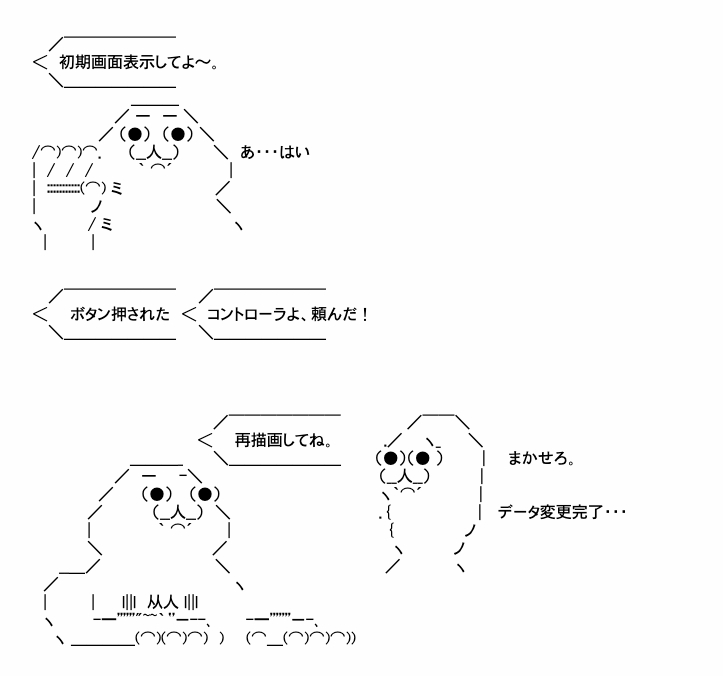 初期画面表示してよ～。
あ・・・はい
ボタン押された
コントローラよ、頼んだ！
再描画してね。
まかせろ。
データ変更完了・・・